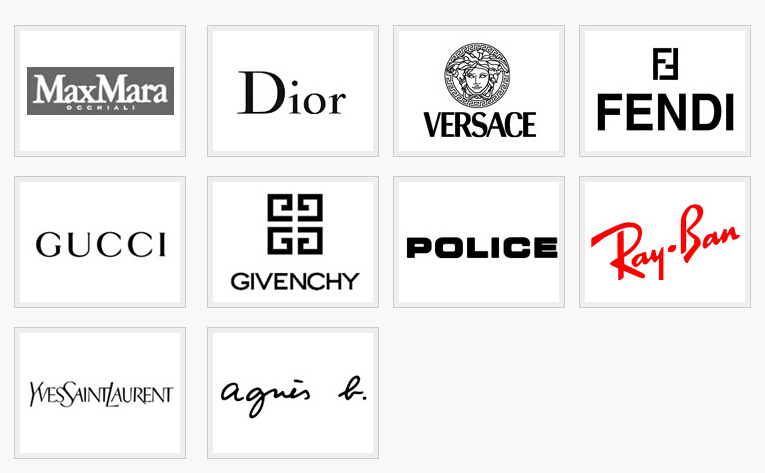 MaxMara
OCCHIALI
Dior
VERSACE
FENDI
GUCCI
GIVENCHY
POLICE
Ray-Ban
YVESSAINTLAURENT
agnès b.